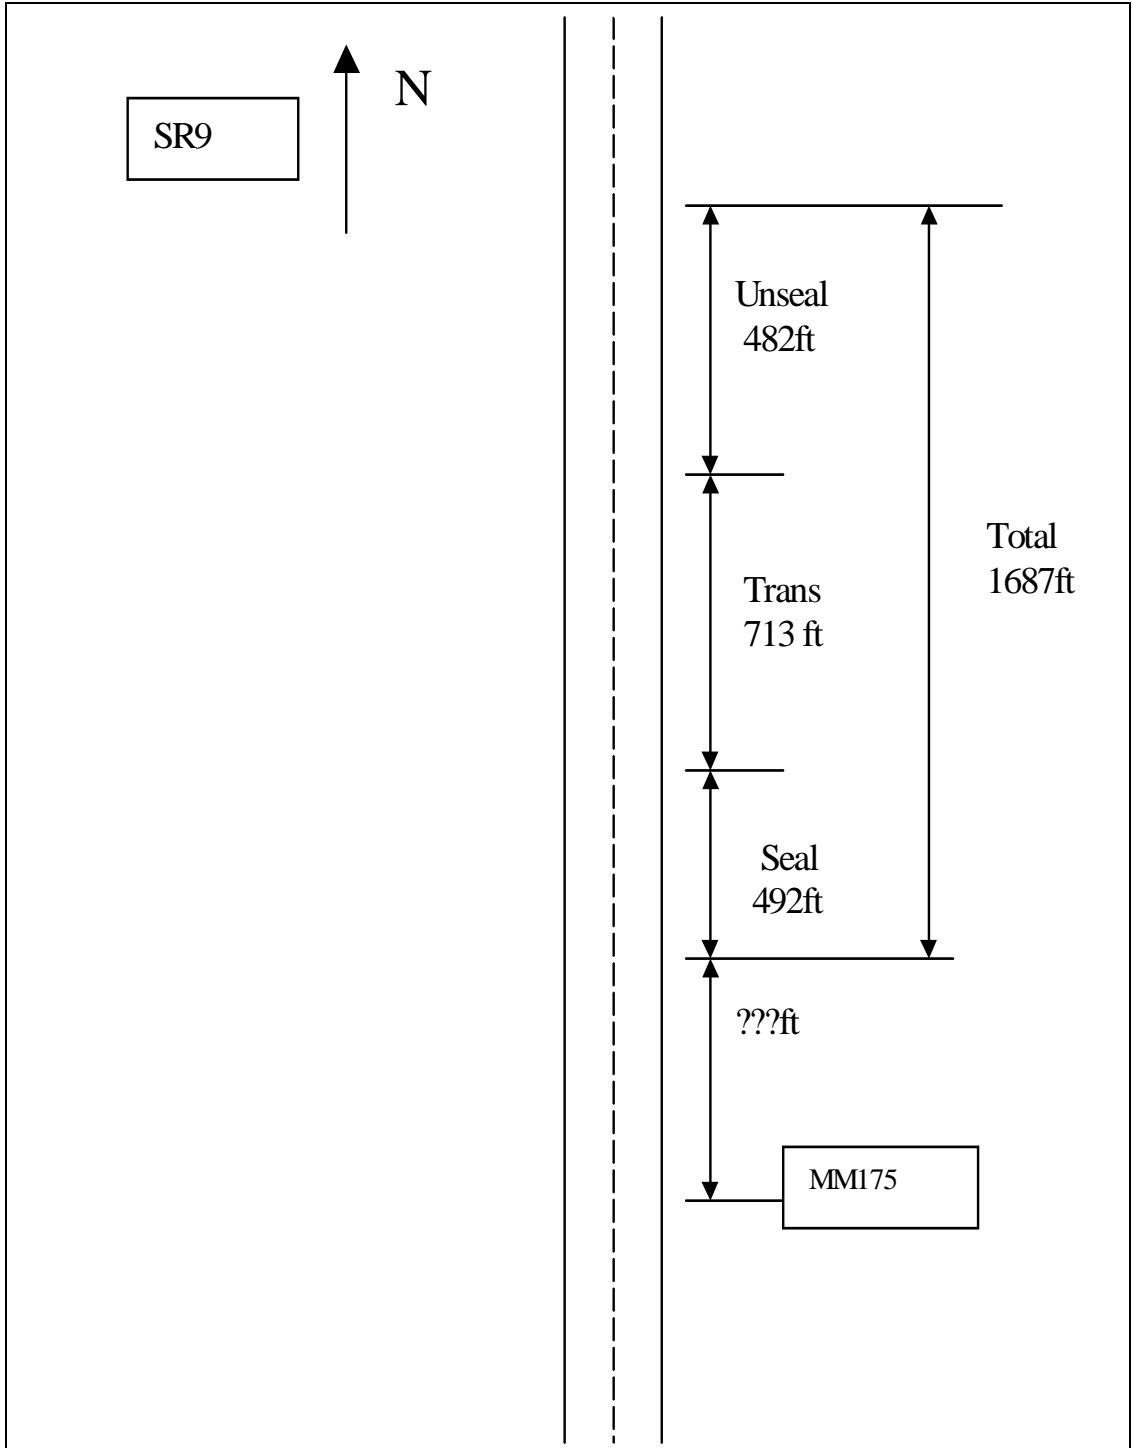 N
SR9
Unseal
482ft
Total
1687ft
Trans
713 ft
Seal
492ft
???ft
MM175